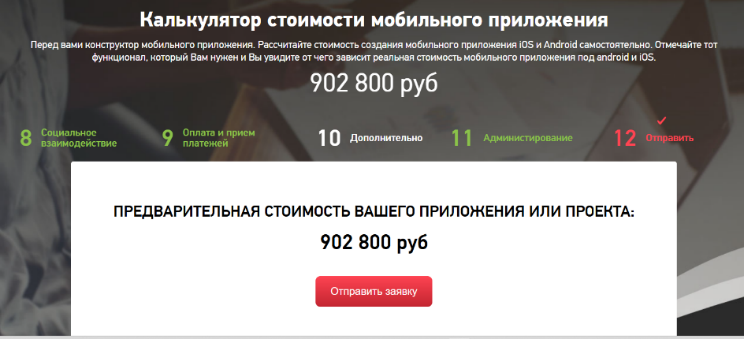 Калькулятор стоимости мобильного приложения
Перед вами конструктор мобильного приложения. Рассчитайте стоимость создания мобильного приложения iOS и Android самостоятельно. Отмечайте тот
функционал, который Вам нужен и Вы увидите от чего зависит реальная стоимость мобильного приложения под android и iOS.
902 800 руб
8 Социальное
взаимодействие
9 Оплата и прием
платежей
10 Дополнительно
11 Администирование
12 Отправить
ПРЕДВАРИТЕЛЬНАЯ СТОИМОСТЬ ВАШЕГО ПРИЛОЖЕНИЯ ИЛИ ПРОЕКТА:
902 800 руб
Отправить заявку